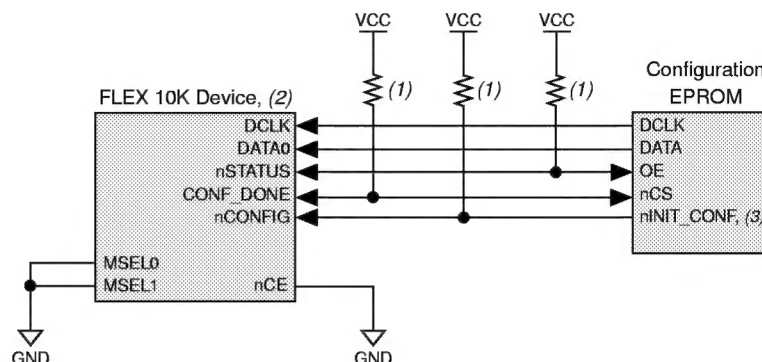 VCC VCC VCC
Configuration
EPROM
FLEX 10K Device, (2)
(1) (1) (1)
DCLK DCLK
DATA0 DATA
nSTATUS OE
CONF_DONE nCS
nCONFIG nINIT_CONF, (3)
MSEL0
MSEL1 nCE
GND GND